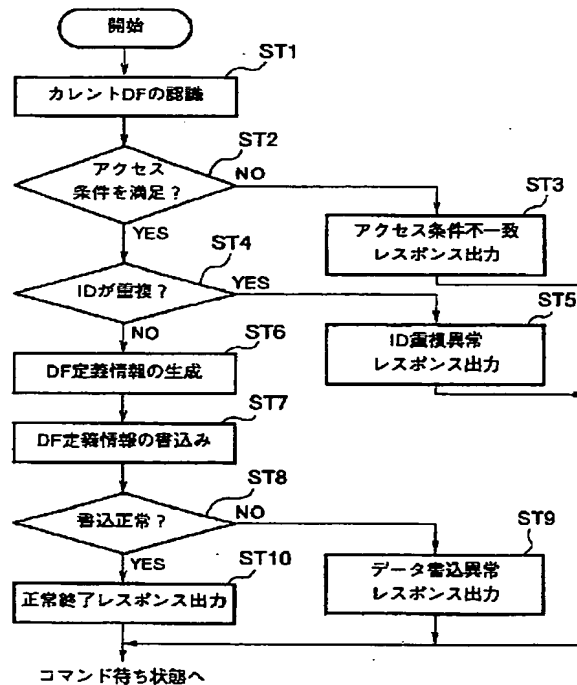 開始
ST1
カレントDFの認識
ST2
アクセス
条件を満足？
NO
ST3
アクセス条件不一致
レスポンス出力
YES
ST4
IDが重複？
YES
ST5
ID重複異常
レスポンス出力
NO
ST6
DF定義情報の生成
ST7
DF定義情報の書込み
ST8
書込正常？
NO
ST9
データ書込異常
レスポンス出力
YES
ST10
正常終了レスポンス出力
コマンド待ち状態へ